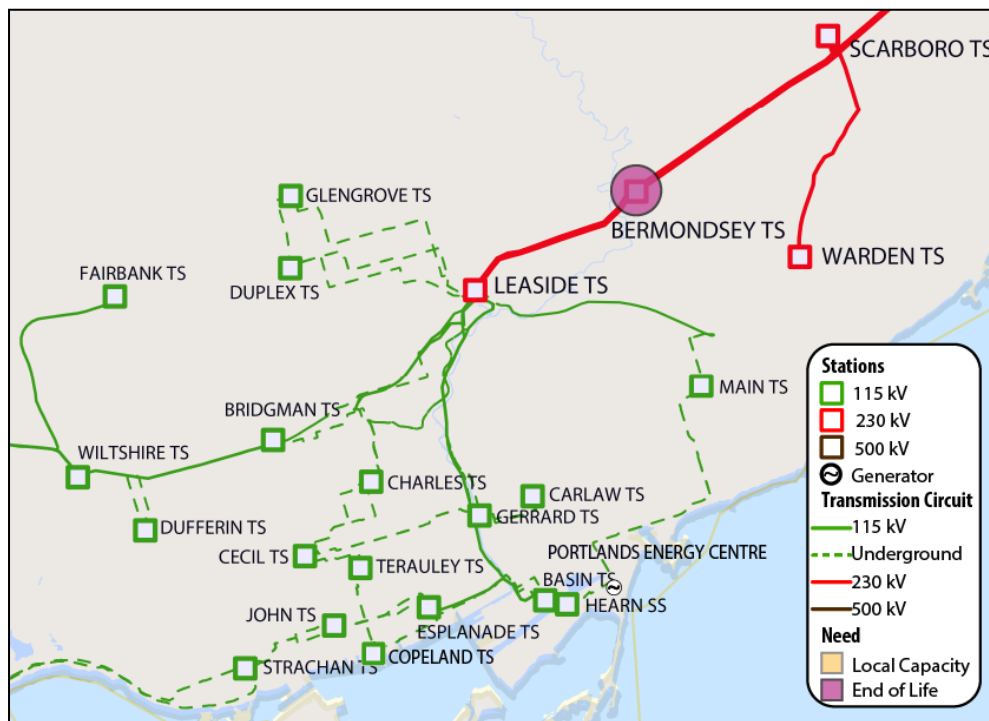 SCARBORO TS
GLENGROVE TS
BERMONDSEY TS
WARDEN TS
FAIRBANK TS
DUPLEX TS
LEASIDE TS
MAIN TS
BRIDGMAN TS
WILTSHIRE TS
CHARLES TS
CARLAW TS
GERRARD TS
DUFFERIN TS
CECIL TS
TERAULEY TS
PORTLANDS ENERGY CENTRE
BASIN TS
HEARN SS
JOHN TS
ESPLANADE TS
COPELAND TS
STRACHAN TS
Stations
115 kV
230 kV
500 kV
Generator
Transmission Circuit
115 kV
Underground
230 kV
500 kV
Need
Local Capacity
End of Life